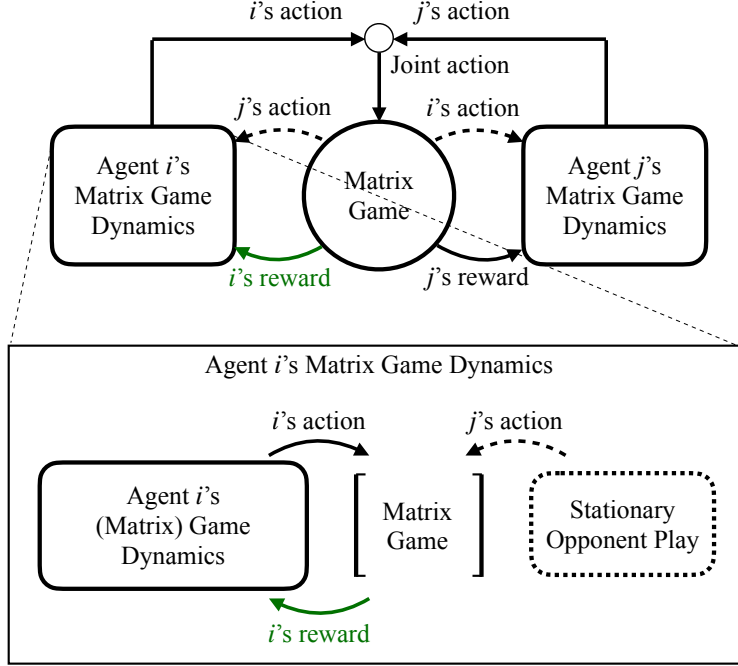 i's action
j's action
Joint action
j's action
i's action
Agent i's
Matrix Game
Dynamics
Matrix
Game
Agent j's
Matrix Game
Dynamics
i's reward
j's reward
Agent i's Matrix Game Dynamics
i's action
j's action
Agent i's
(Matrix) Game
Dynamics
Matrix
Game
Stationary
Opponent Play
i's reward